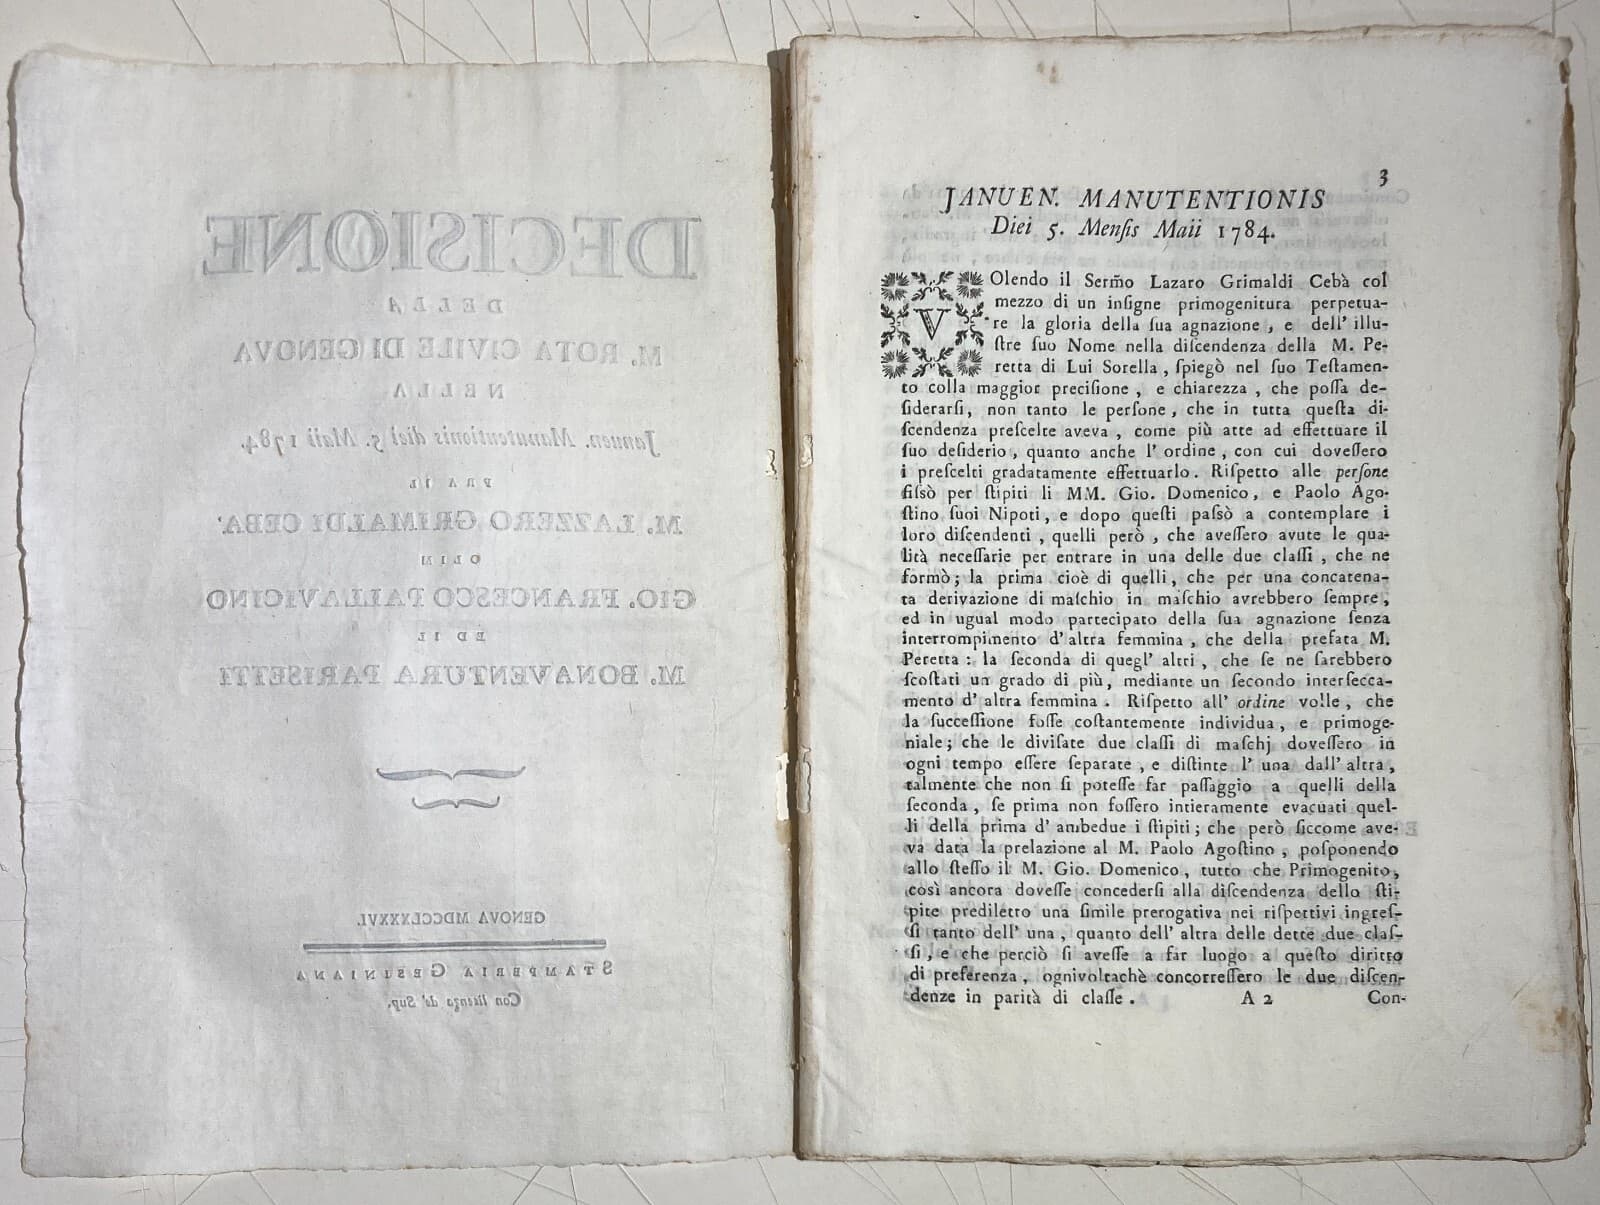 DECISIONE
DELLA
M. ROTA CIVILE DI GENOVA
NELLA
Januen. Manutentionis diei 5. Maii 1784.
FRA IL
M. LAZZERO GRIMALDI CEBA'
OLIM
GIO. FRANCESCO PALLAVICINO
ED IL
M. BONAVENTURA PARISETTI
GENOVA MDCCLXXXVI.
STAMPERIA GESINIANA
Con licenza de' Sup.
3
JANUEN. MANUTENTIONIS
Diei 5. Menſis Maii 1784.
VOlendo il Serm̃o Lazaro Grimaldi Cebà col
mezzo di un inſigne primogenitura perpetua-
re la gloria della ſua agnazione, e dell' illu-
ſtre ſuo Nome nella diſcendenza della M. Pe-
retta di Lui Sorella, ſpiegò nel ſuo Teſtamen-
to colla maggior preciſione, e chiarezza, che poſſa de-
ſiderarſi, non tanto le perſone, che in tutta queſta di-
ſcendenza preſcelte aveva, come più atte ad effettuare il
ſuo deſiderio, quanto anche l' ordine, con cui doveſſero
i preſcelti gradatamente effettuarlo. Riſpetto alle perſone
fiſsò per ſtipiti li MM. Gio. Domenico, e Paolo Ago-
ſtino ſuoi Nipoti, e dopo queſti paſsò a contemplare i
loro diſcendenti, quelli però, che aveſſero avute le qua-
lità neceſſarie per entrare in una delle due claſſi, che ne
formò; la prima cioè di quelli, che per una concatena-
ta derivazione di maſchio in maſchio avrebbero ſempre,
ed in ugual modo partecipato della ſua agnazione ſenza
interrompimento d' altra femmina, che della prefata M.
Peretta: la ſeconda di quegl' altri, che ſe ne ſarebbero
ſcoſtati un grado di più, mediante un ſecondo interſecca-
mento d' altra femmina. Riſpetto all' ordine volle, che
la ſucceſſione foſſe coſtantemente individua, e primoge-
niale; che le diviſate due claſſi di maſchj doveſſero in
ogni tempo eſſere ſeparate, e diſtinte l' una dall' altra,
talmente che non ſi poteſſe far paſſaggio a quelli della
ſeconda, ſe prima non foſſero intieramente evacuati quel-
li della prima d' ambedue i ſtipiti; che però ſiccome ave-
va data la prelazione al M. Paolo Agoſtino, poſponendo
allo ſteſſo il M. Gio. Domenico, tutto che Primogenito,
così ancora doveſſe concederſi alla diſcendenza dello ſti-
pite prediletto una ſimile prerogativa nei riſpettivi ingreſ-
ſi tanto dell' una, quanto dell' altra delle dette due claſ-
ſi, e che perciò ſi aveſſe a far luogo a queſto diritto
di preferenza, ognivoltachè concorreſſero le due diſcen-
denze in parità di claſſe. A 2 Con-